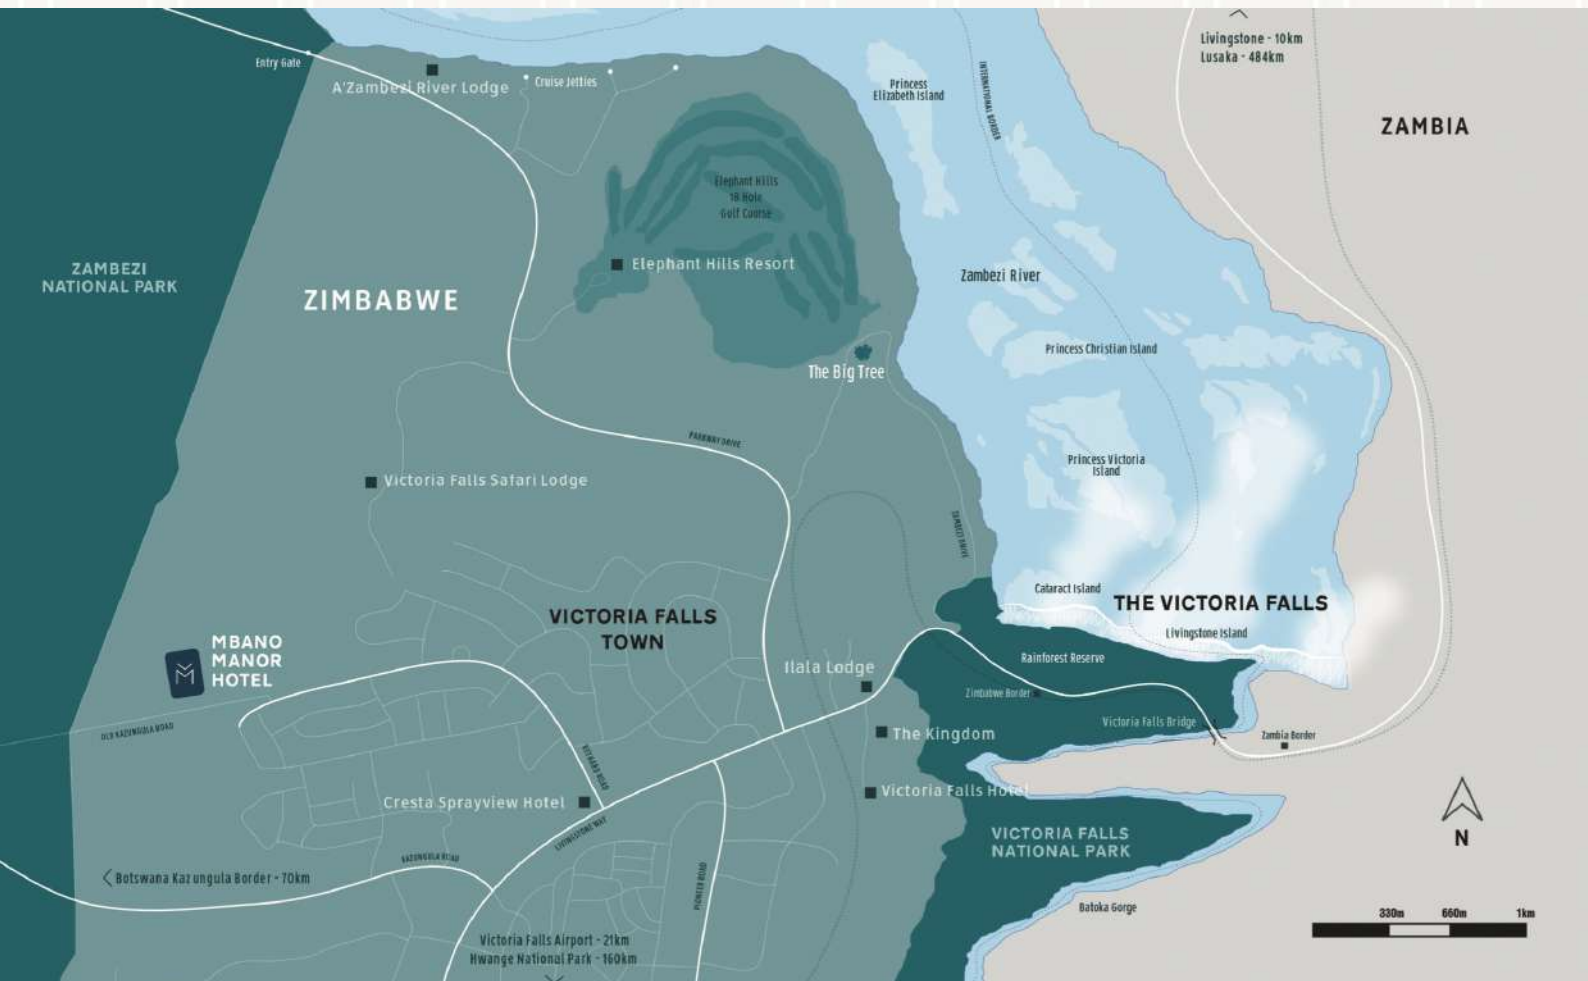 Livingstone - 10km
Lusaka - 484km
Entry Gate
A'Zambezi River Lodge
Cruise Jetties
Princess
Elizabeth Island
INTERNATIONAL BORDER
ZAMBIA
Elephant Hills
18 Hole
Golf Course
ZAMBEZI
NATIONAL PARK
ZIMBABWE
Elephant Hills Resort
Zambezi River
Princess Christian Island
The Big Tree
PARKWAY DRIVE
Princess Victoria
Island
Victoria Falls Safari Lodge
ZAMBEZI DRIVE
Cataract Island
THE VICTORIA FALLS
Livingstone Island
VICTORIA FALLS
TOWN
MBANO
MANOR
HOTEL
Ilala Lodge
Rainforest Reserve
Zimbabwe Border
Victoria Falls Bridge
Zambia Border
OLD KAZUNGULA ROAD
The Kingdom
REYNARD ROAD
Cresta Sprayview Hotel
Victoria Falls Hotel
LIVINGSTONE WAY
VICTORIA FALLS
NATIONAL PARK
N
KAZUNGULA ROAD
Botswana Kazungula Border - 70km
PIONEER ROAD
Batoka Gorge
330m 660m 1km
Victoria Falls Airport - 21km
Hwange National Park - 160km